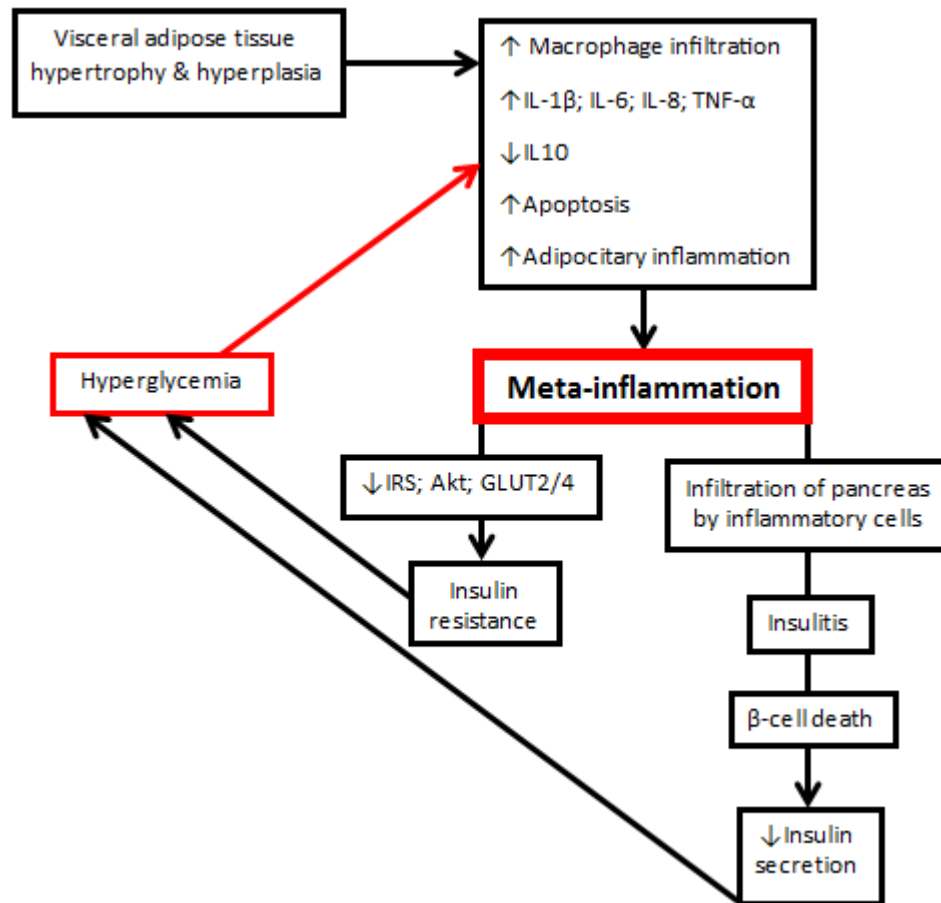 Visceral adipose tissue
hypertrophy & hyperplasia
↑ Macrophage infiltration
↑IL-1β; IL-6; IL-8; TNF-α
↓IL10
↑Apoptosis
↑Adipocitary inflammation
Hyperglycemia
Meta-inflammation
↓IRS; Akt; GLUT2/4
Infiltration of pancreas
by inflammatory cells
Insulin
resistance
Insulitis
β-cell death
↓Insulin
secretion